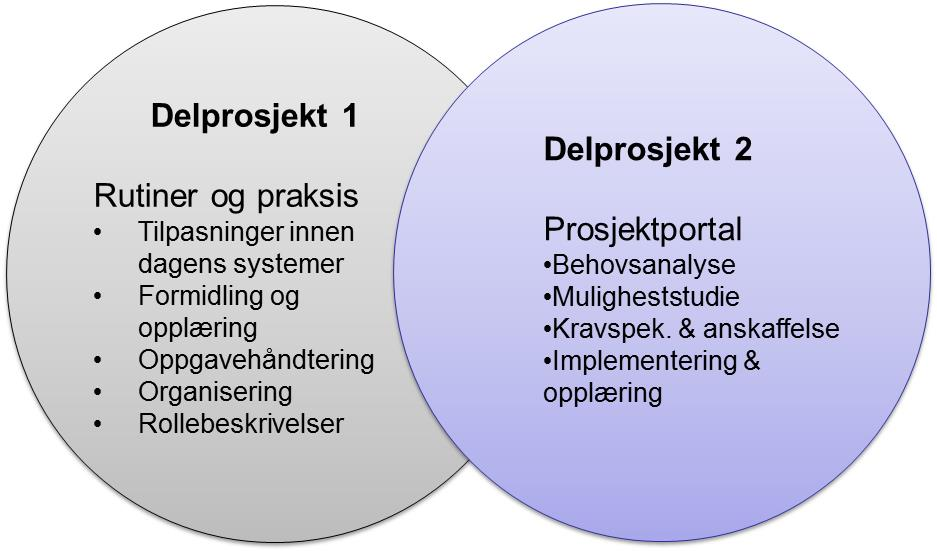 Delprosjekt 1
Rutiner og praksis
• Tilpasninger innen
dagens systemer
• Formidling og
opplæring
• Oppgavehåndtering
• Organisering
• Rollebeskrivelser
Delprosjekt 2
Prosjektportal
•Behovsanalyse
•Muligheststudie
•Kravspek. & anskaffelse
•Implementering &
opplæring